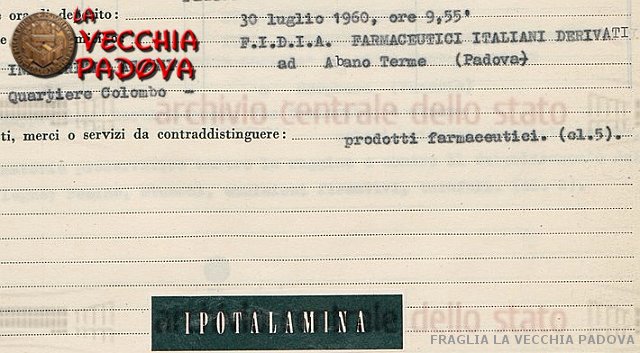 ora di deposito: 30 luglio 1960, ore 9,55'
F.I.D.I.A. FARMACEUTICI ITALIANI DERIVATI
ad Abano Terme (Padova)
Quartiere Colombo -
archivio centrale dello stato
ti, merci o servizi da contraddistinguere: prodotti farmaceutici. (cl.5).
LA
VECCHIA
PADOVA
IPOTALAMINA
archivio centrale dello stato
FRAGLIA LA VECCHIA PADOVA